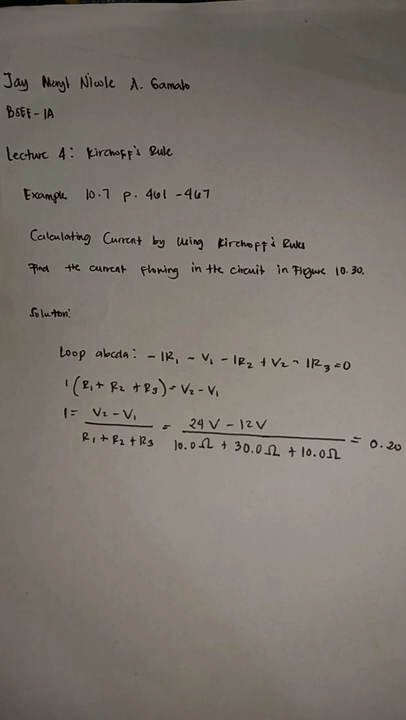 Jay Meryl Nicole A. Gamato
BSEE-1A
Lecture 4: Kirchoff's Rule
Example 10.7 p. 461 - 467
Calculating Current by Using Kirchoff's Rules
Find the current flowing in the circuit in Figure 10.30.
Soluton:
Loop abcda: - IR₁ - V₁ - IR₂ + V₂ - IR₃ = 0
I (R₁ + R₂ + R₃) = V₂ - V₁
I = V₂ - V₁ / R₁ + R₂ + R₃ = 24 V - 12 V / 10.0 Ω + 30.0 Ω + 10.0 Ω = 0.20